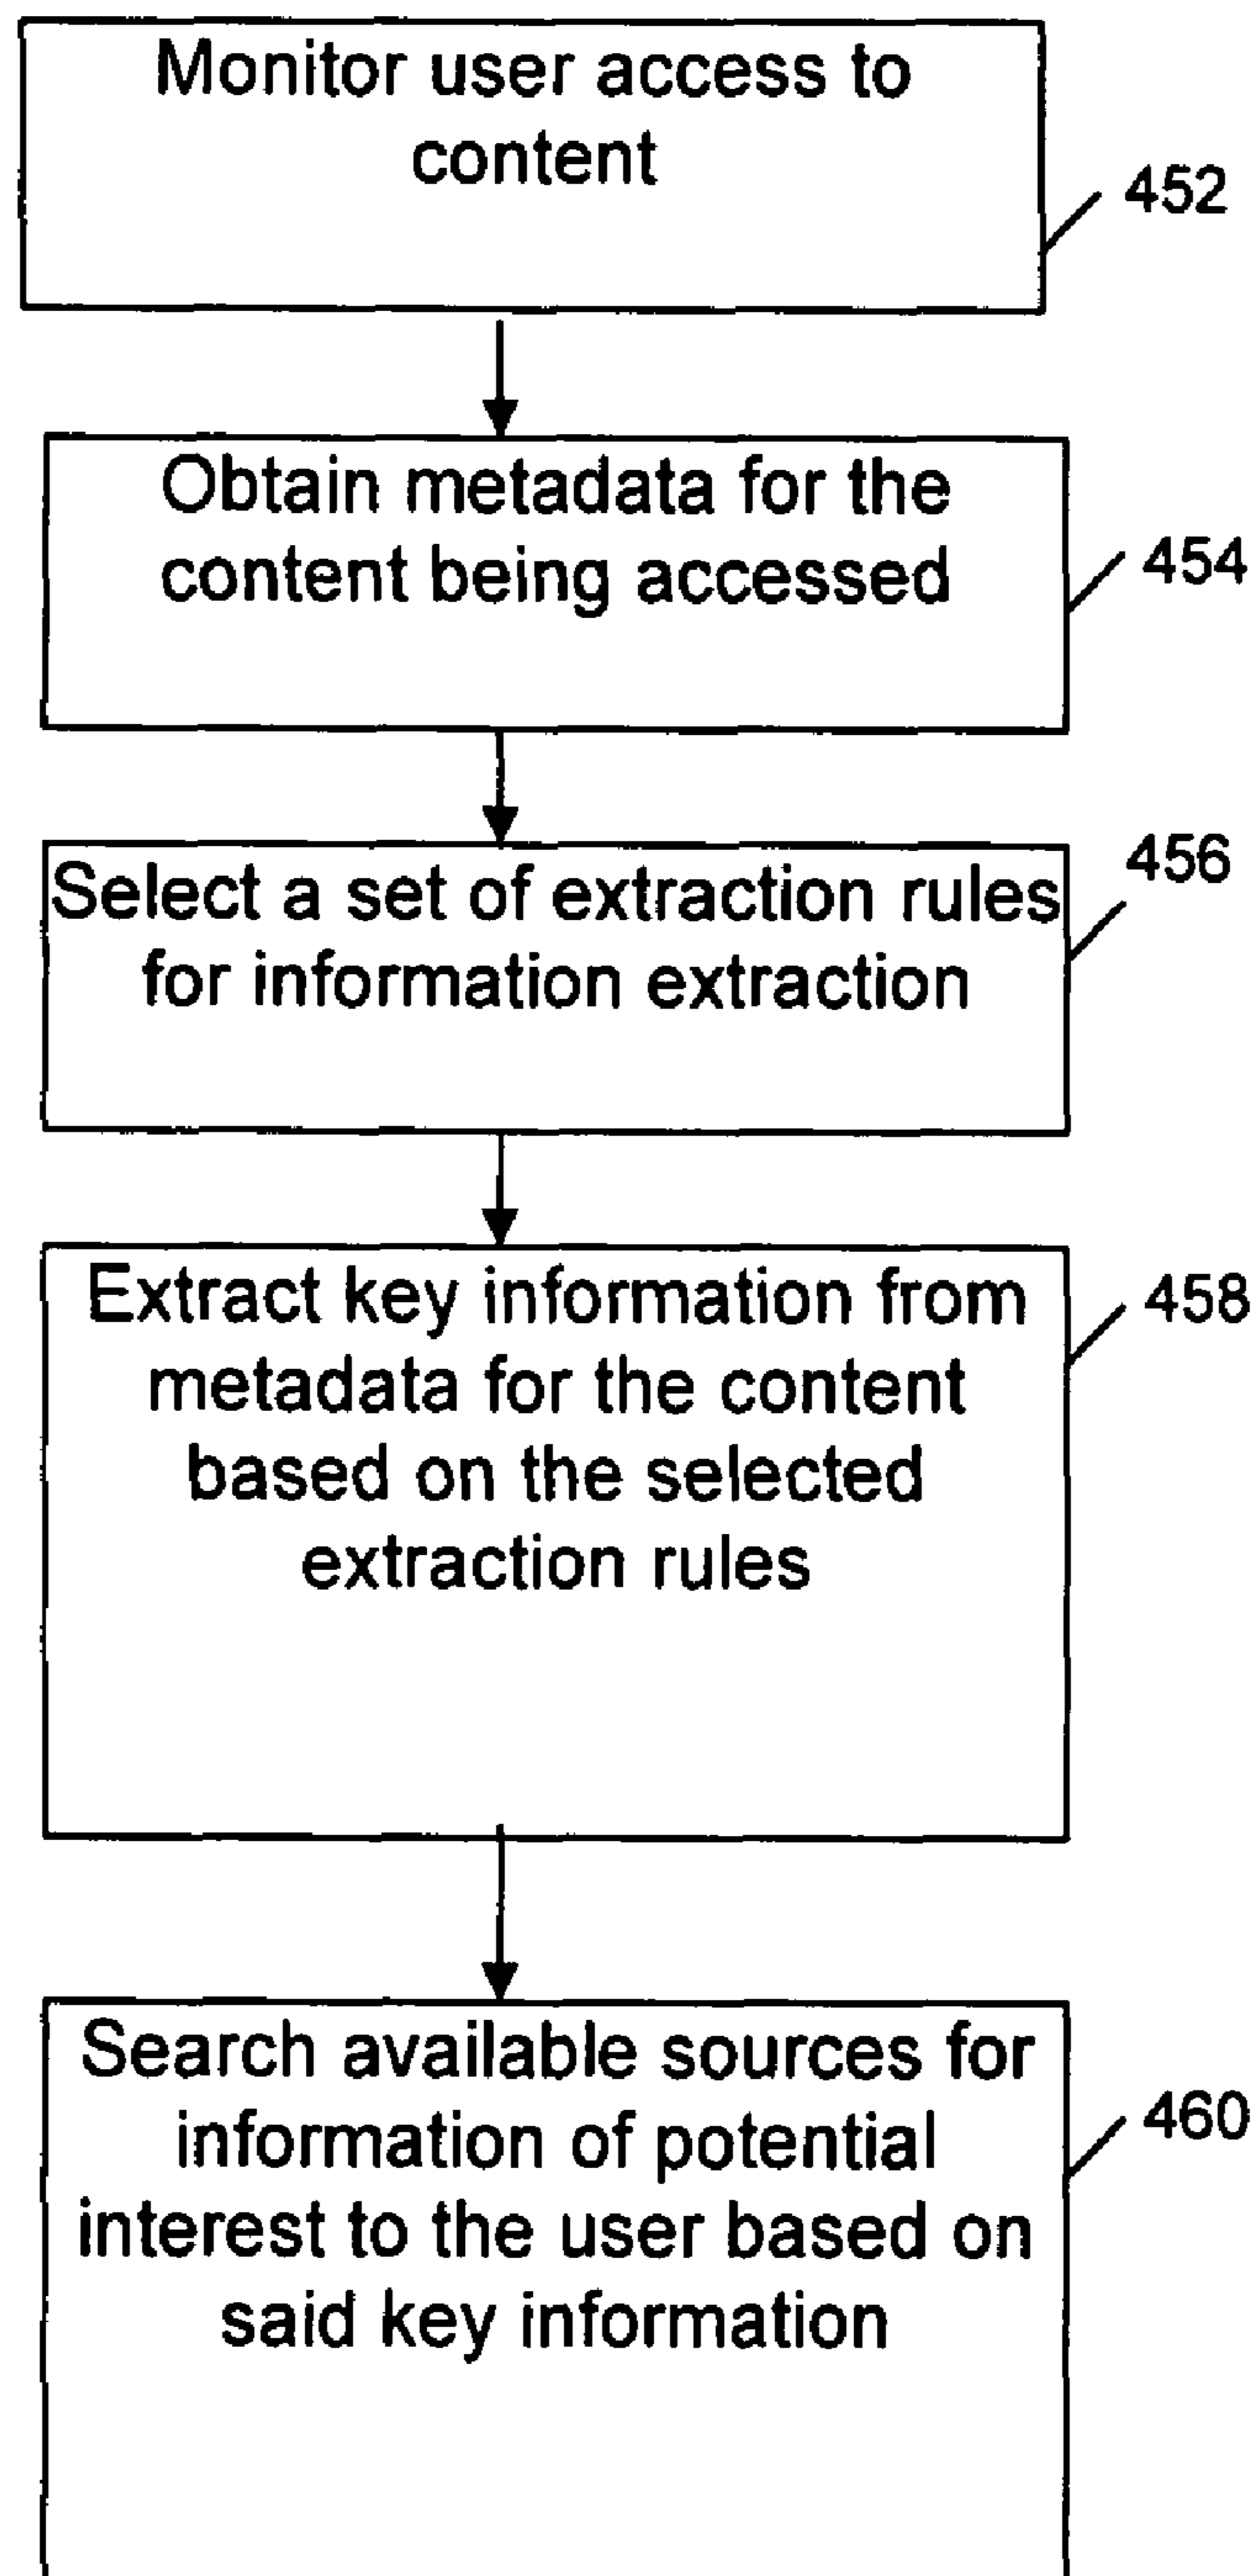 Monitor user access to
content
452
Obtain metadata for the
content being accessed
454
Select a set of extraction rules
for information extraction
456
Extract key information from
metadata for the content
based on the selected
extraction rules
458
Search available sources for
information of potential
interest to the user based on
said key information
460